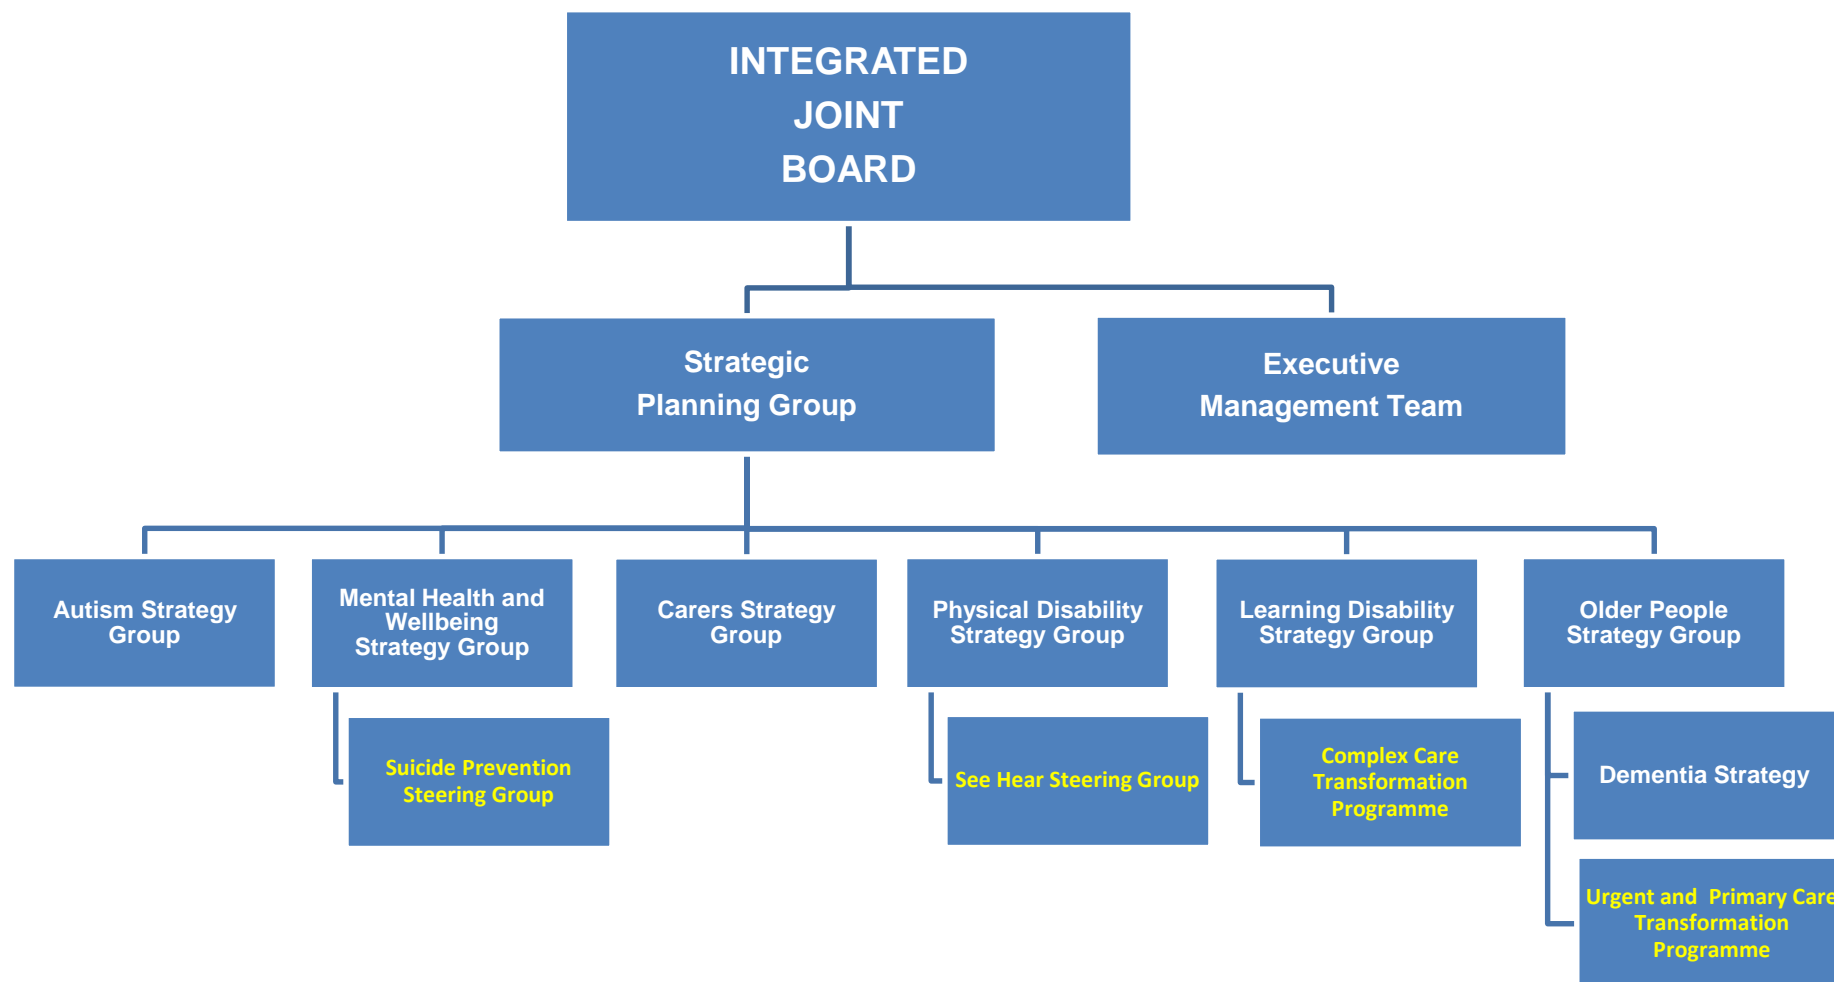 INTEGRATED
JOINT
BOARD
Strategic
Planning Group
Executive
Management Team
Autism Strategy
Group
Mental Health and
Wellbeing
Strategy Group
Carers Strategy
Group
Physical Disability
Strategy Group
Learning Disability
Strategy Group
Older People
Strategy Group
Suicide Prevention
Steering Group
See Hear Steering Group
Complex Care
Transformation
Programme
Dementia Strategy
Urgent and Primary Care
Transformation
Programme